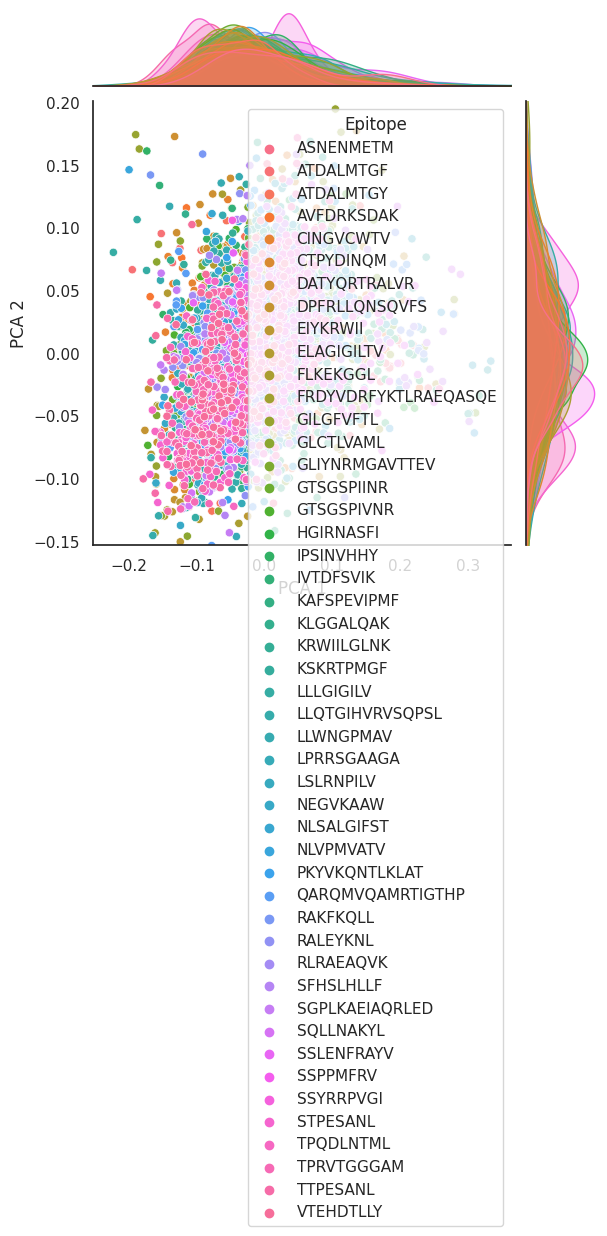 0.20
0.15
0.10
0.05
0.00
−0.05
−0.10
−0.15
PCA 2
−0.2
−0.1
0.0
0.1
0.2
0.3
PCA 1
Epitope
ASNENMETM
ATDALMTGF
ATDALMTGY
AVFDRKSDAK
CINGVCWTV
CTPYDINQM
DATYQRTRALVR
DPFRLLQNSQVFS
EIYKRWII
ELAGIGILTV
FLKEKGGL
FRDYVDRFYKTLRAEQASQE
GILGFVFTL
GLCTLVAML
GLIYNRMGAVTTEV
GTSGSPIINR
GTSGSPIVNR
HGIRNASFI
IPSINVHHY
IVTDFSVIK
KAFSPEVIPMF
KLGGALQAK
KRWIILGLNK
KSKRTPMGF
LLLGIGILV
LLQTGIHVRVSQPSL
LLWNGPMAV
LPRRSGAAGA
LSLRNPILV
NEGVKAAW
NLSALGIFST
NLVPMVATV
PKYVKQNTLKLAT
QARQMVQAMRTIGTHP
RAKFKQLL
RALEYKNL
RLRAEAQVK
SFHSLHLLF
SGPLKAEIAQRLED
SQLLNAKYL
SSLENFRAYV
SSPPMFRV
SSYRRPVGI
STPESANL
TPQDLNTML
TPRVTGGGAM
TTPESANL
VTEHDTLLY